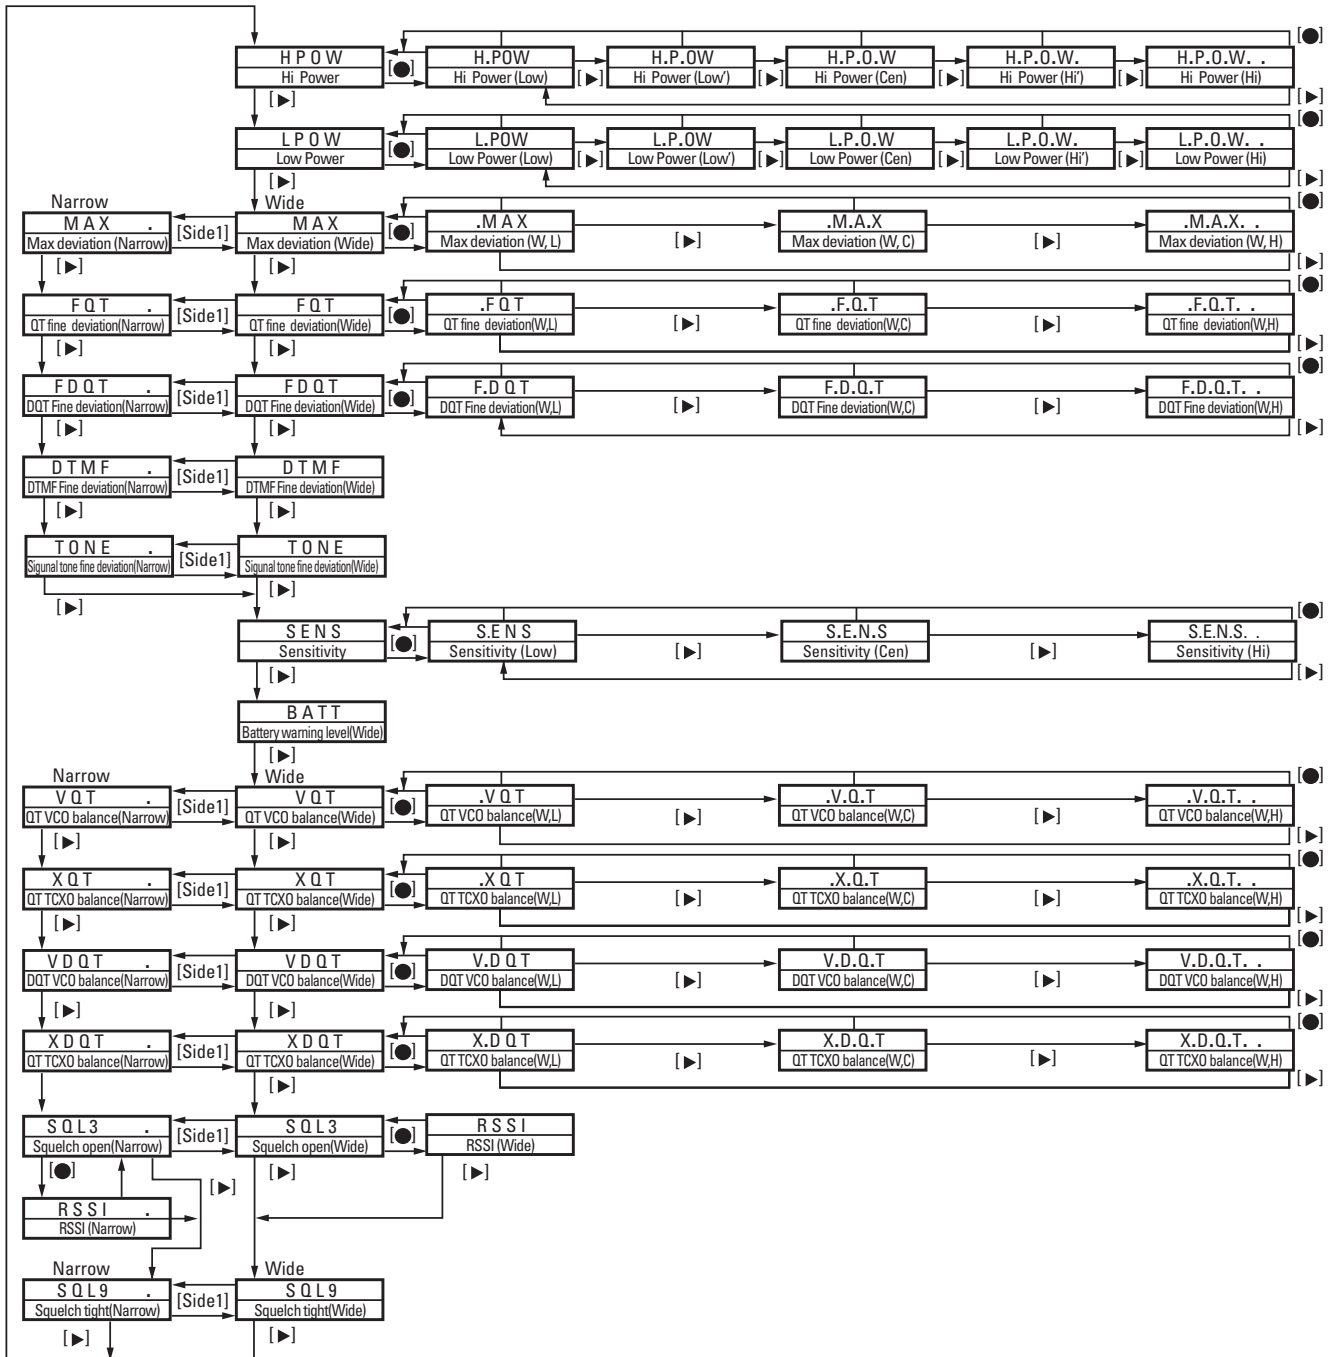 [●]
H P O W H.POW H.P.OW H.P.O.W H.P.O.W. H.P.O.W. .
Hi Power [●] Hi Power (Low) [▶] Hi Power (Low’) [▶] Hi Power (Cen) [▶] Hi Power (Hi’) [▶] Hi Power (Hi)
[▶] [▶]
[●]
L P O W L.POW L.P.OW L.P.O.W L.P.O.W. L.P.O.W. .
Low Power [●] Low Power (Low) [▶] Low Power (Low’) [▶] Low Power (Cen) [▶] Low Power (Hi’) [▶] Low Power (Hi)
[▶] [▶]
Narrow Wide [●]
M A X . [Side1] M A X [●] .M A X .M.A.X .M.A.X. .
Max deviation (Narrow) Max deviation (Wide) Max deviation (W, L) [▶] Max deviation (W, C) [▶] Max deviation (W, H)
[▶] [▶] [▶]
[●]
F Q T . [Side1] F Q T [●] .F Q T .F.Q.T .F.Q.T. .
QT fine deviation(Narrow) QT fine deviation(Wide) QT fine deviation(W,L) [▶] QT fine deviation(W,C) [▶] QT fine deviation(W,H)
[▶] [▶] [▶]
[●]
F D Q T . [Side1] F D Q T [●] F.D Q T F.D.Q.T F.D.Q.T. .
DQT Fine deviation(Narrow) DQT Fine deviation(Wide) DQT Fine deviation(W,L) [▶] DQT Fine deviation(W,C) [▶] DQT Fine deviation(W,H)
[▶] [▶] [▶]
D T M F . [Side1] D T M F
DTMF Fine deviation(Narrow) DTMF Fine deviation(Wide)
[▶] [▶]
T O N E . [Side1] T O N E
Sigunal tone fine deviation(Narrow) Sigunal tone fine deviation(Wide)
[▶] [▶]
[●]
S E N S [●] S.E N S S.E.N.S S.E.N.S. .
Sensitivity Sensitivity (Low) [▶] Sensitivity (Cen) [▶] Sensitivity (Hi)
[▶] [▶]
B A T T
Battery warning level(Wide)
[▶]
Narrow Wide [●]
V Q T . [Side1] V Q T [●] .V Q T .V.Q.T .V.Q.T. .
QT VCO balance(Narrow) QT VCO balance(Wide) QT VCO balance(W,L) [▶] QT VCO balance(W,C) [▶] QT VCO balance(W,H)
[▶] [▶] [▶]
[●]
X Q T . [Side1] X Q T [●] .X Q T .X.Q.T .X.Q.T. .
QT TCXO balance(Narrow) QT TCXO balance(Wide) QT TCXO balance(W,L) [▶] QT TCXO balance(W,C) [▶] QT TCXO balance(W,H)
[▶] [▶] [▶]
[●]
V D Q T . [Side1] V D Q T [●] V.D Q T V.D.Q.T V.D.Q.T. .
DQT VCO balance(Narrow) DQT VCO balance(Wide) DQT VCO balance(W,L) [▶] DQT VCO balance(W,C) [▶] DQT VCO balance(W,H)
[▶] [▶] [▶]
[●]
X D Q T . [Side1] X D Q T [●] X.D Q T X.D.Q.T X.D.Q.T. .
QT TCXO balance(Narrow) QT TCXO balance(Wide) QT TCXO balance(W,L) [▶] QT TCXO balance(W,C) [▶] QT TCXO balance(W,H)
[▶] [▶]
S Q L 3 . [Side1] S Q L 3 [●] R S S I
Squelch open(Narrow) Squelch open(Wide) RSSI (Wide)
[●] [▶] [▶] [▶]
R S S I .
RSSI (Narrow)
Narrow Wide
S Q L 9 . [Side1] S Q L 9
Squelch tight(Narrow) Squelch tight(Wide)
[▶] [▶]